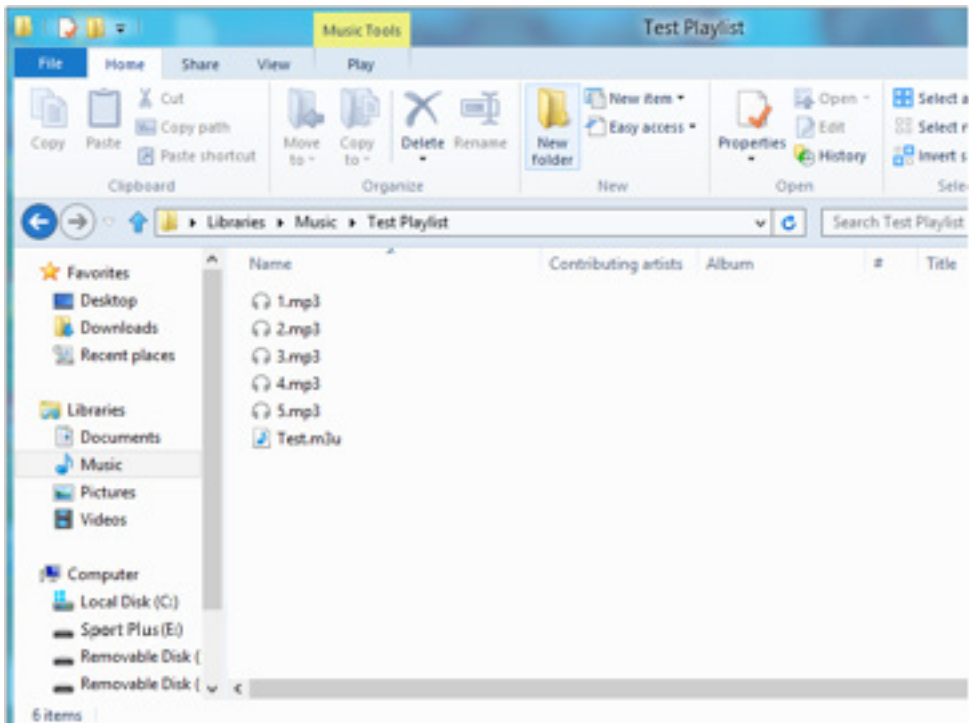 Music Tools
Test Playlist
File Home Share View Play
Copy
Paste
Cut
Copy path
Paste shortcut
Clipboard
Move to
Copy to
Delete
Rename
Organize
New folder
New item
Easy access
New
Properties
Open
Edit
History
Open
Select a
Select r
Invert s
Sele
Libraries Music Test Playlist
Search Test Playlist
Favorites
Desktop
Downloads
Recent places
Libraries
Documents
Music
Pictures
Videos
Computer
Local Disk (C:)
Sport Plus (E:)
Removable Disk (
Removable Disk (
Name Contributing artists Album # Title
1.mp3
2.mp3
3.mp3
4.mp3
5.mp3
Test.m3u
6 items